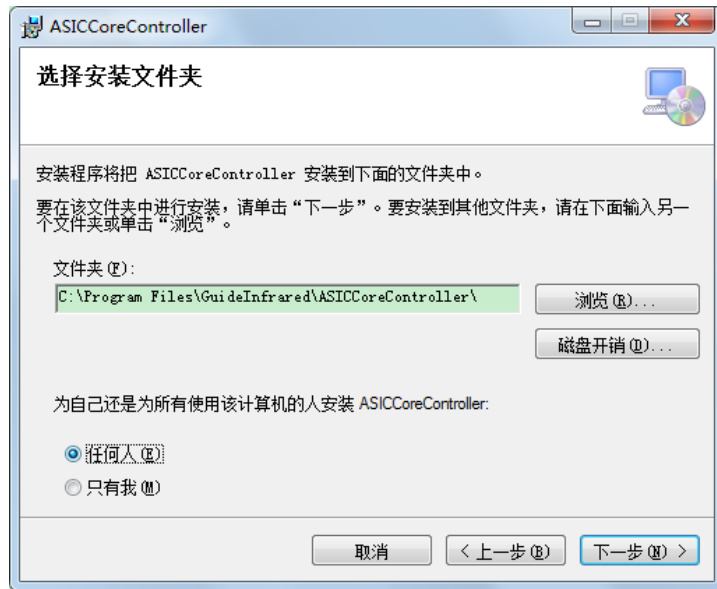 ASICCoreController
选择安装文件夹
安装程序将把 ASICCoreController 安装到下面的文件夹中。
要在该文件夹中进行安装，请单击“下一步”。要安装到其他文件夹，请在下面输入另一
个文件夹或单击“浏览”。
文件夹(F):
C:\Program Files\GuideInfrared\ASICCoreController\
浏览(R)...
磁盘开销(D)...
为自己还是为所有使用该计算机的人安装 ASICCoreController:
任何人(E)
只有我(M)
取消
< 上一步(B)
下一步(N) >